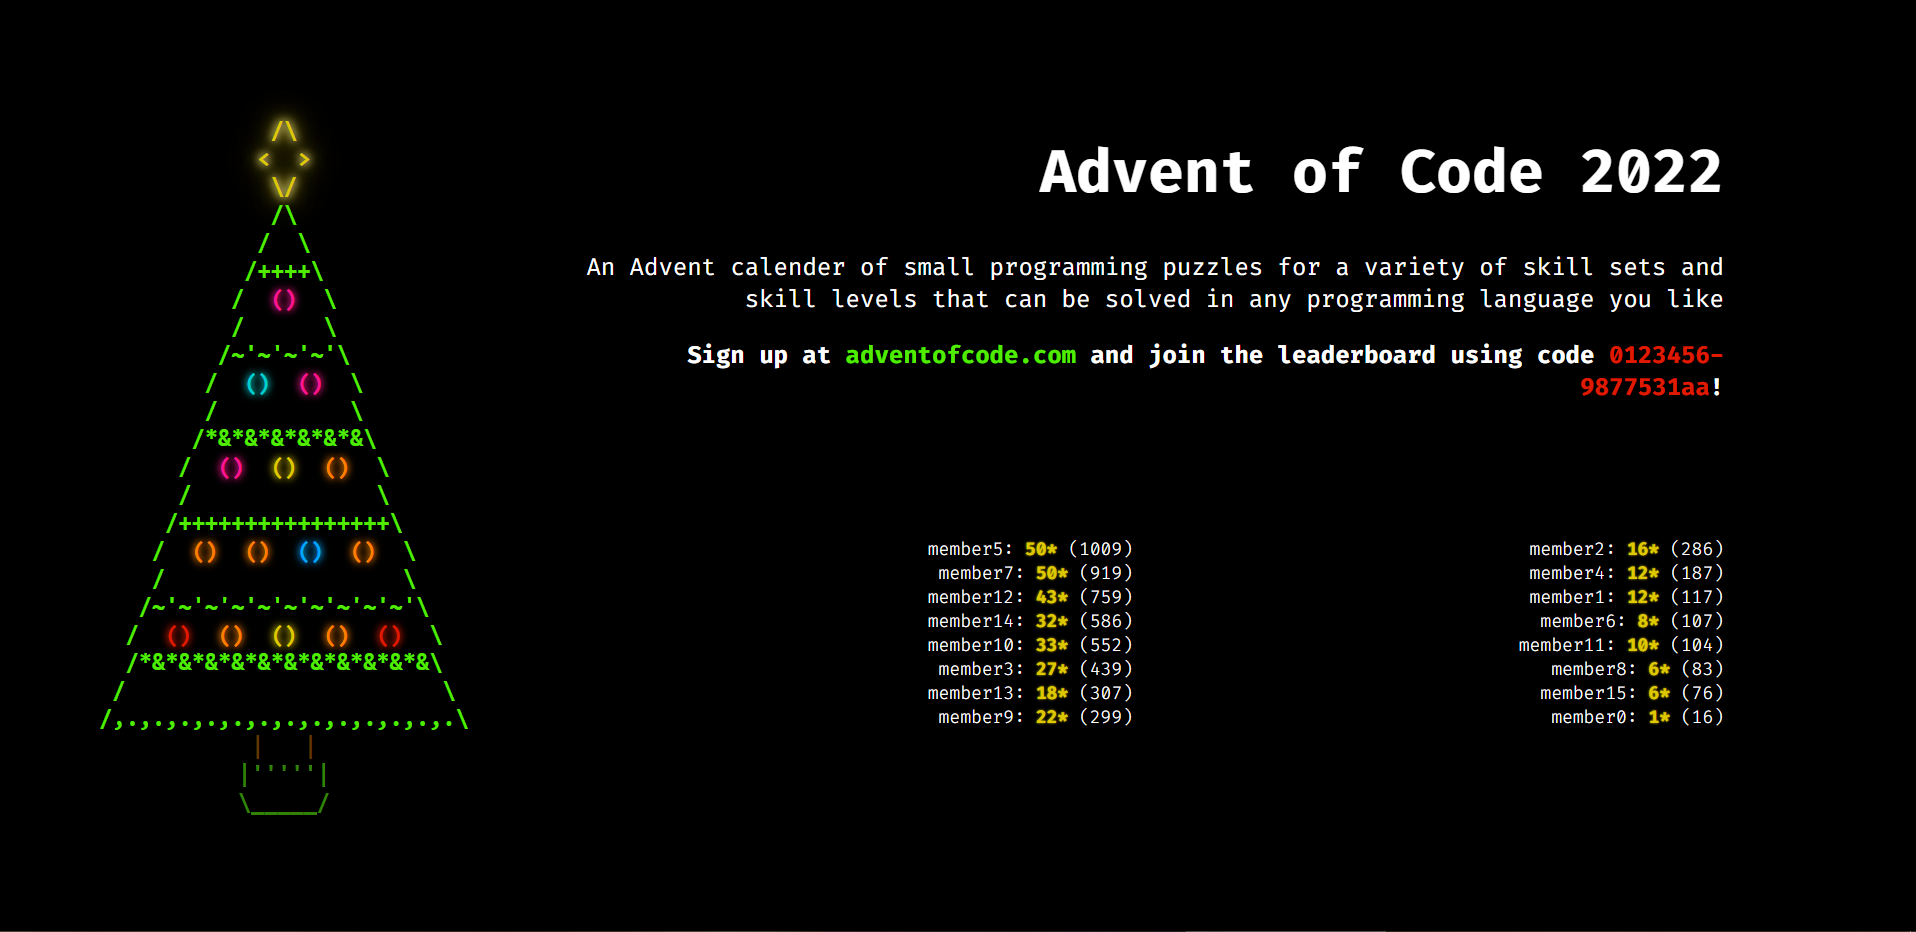 /\
<  >
\/
/\
/  \
/++++\
/  ()  \
/      \
/~'~'~'~'\
/  ()  ()  \
/          \
/*&*&*&*&*&*&\
/  ()  ()  ()  \
/              \
/++++++++++++++++\
/  ()  ()  ()  ()  \
/                  \
/~'~'~'~'~'~'~'~'~'~'\
/  ()  ()  ()  ()  ()  \
/*&*&*&*&*&*&*&*&*&*&*&\
/                        \
/,.,.,.,.,.,.,.,.,.,.,.,.,.\
|   |
|'''''|
\_____/
Advent of Code 2022
An Advent calender of small programming puzzles for a variety of skill sets and
skill levels that can be solved in any programming language you like
Sign up at adventofcode.com and join the leaderboard using code 0123456-
9877531aa!
member5: 50* (1009)
member7: 50* (919)
member12: 43* (759)
member14: 32* (586)
member10: 33* (552)
member3: 27* (439)
member13: 18* (307)
member9: 22* (299)
member2: 16* (286)
member4: 12* (187)
member1: 12* (117)
member6: 8* (107)
member11: 10* (104)
member8: 6* (83)
member15: 6* (76)
member0: 1* (16)